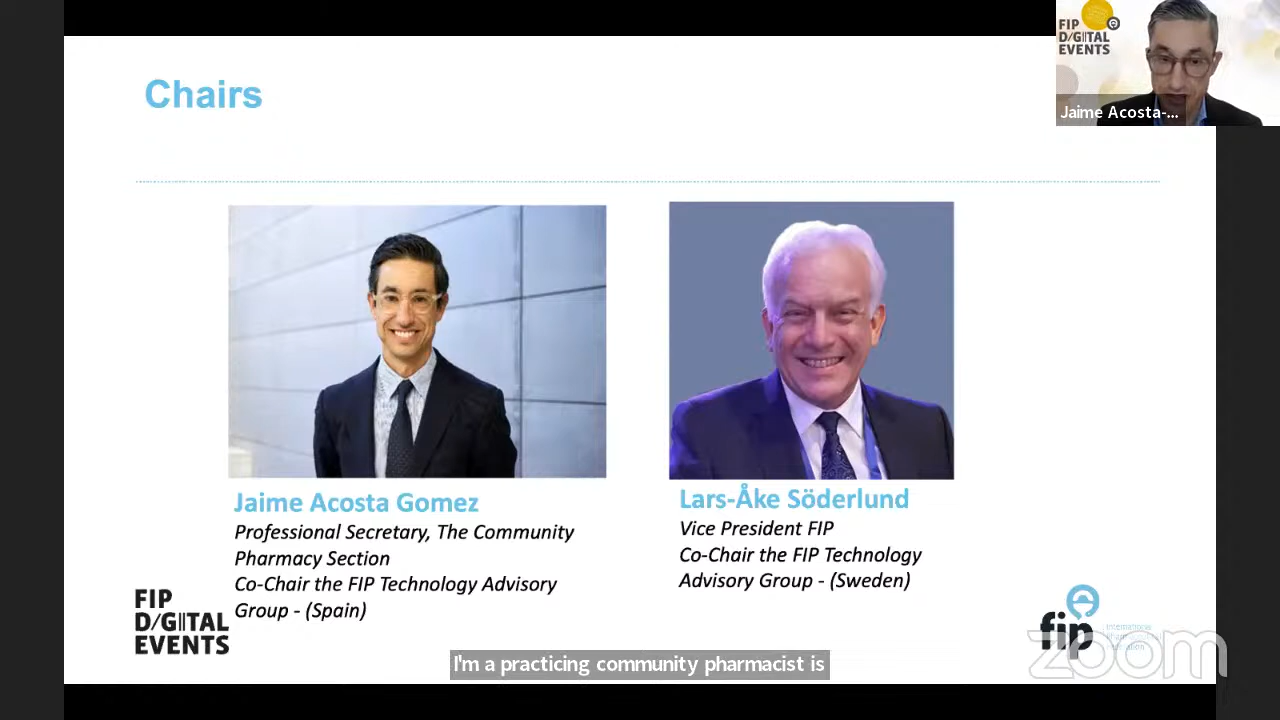 Chairs
FIP
D/GITAL
EVENTS
Jaime Acosta-...
Jaime Acosta Gomez
Professional Secretary, The Community
Pharmacy Section
Co-Chair the FIP Technology Advisory
Group - (Spain)
Lars-Åke Söderlund
Vice President FIP
Co-Chair the FIP Technology
Advisory Group - (Sweden)
FIP
D/GITAL
EVENTS
fip
International
zoom
I'm a practicing community pharmacist is